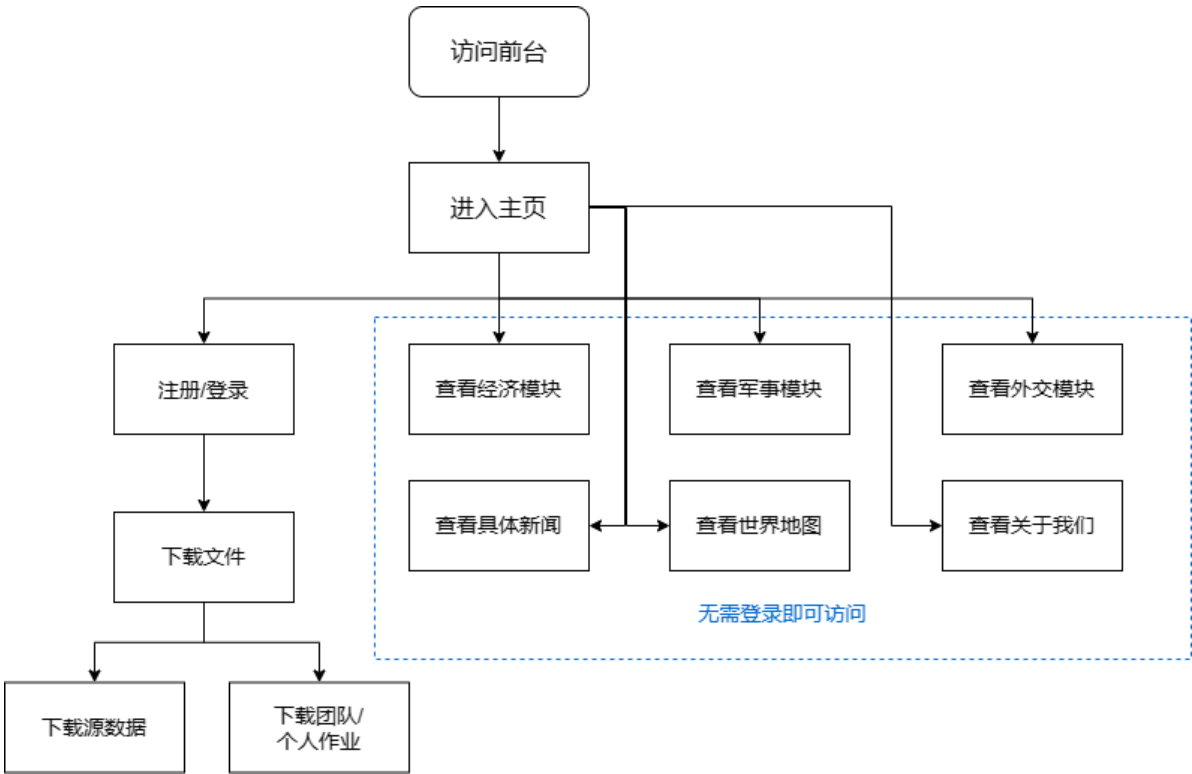 访问前台
进入主页
注册/登录
查看经济模块
查看军事模块
查看外交模块
下载文件
查看具体新闻
查看世界地图
查看关于我们
无需登录即可访问
下载源数据
下载团队/
个人作业